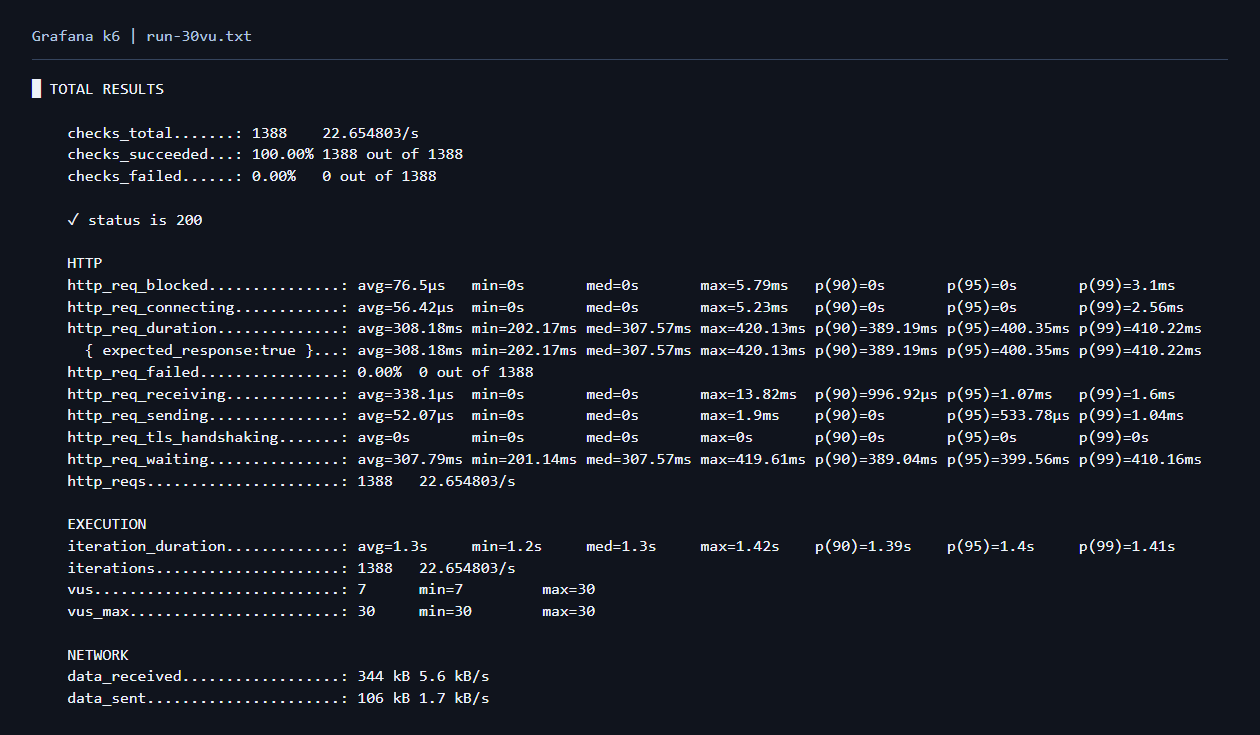 Grafana k6 | run-30vu.txt
█ TOTAL RESULTS
checks_total.......: 1388    22.654803/s
checks_succeeded...: 100.00% 1388 out of 1388
checks_failed......: 0.00%   0 out of 1388
✓ status is 200
HTTP
http_req_blocked...............: avg=76.5µs   min=0s       med=0s       max=5.79ms   p(90)=0s       p(95)=0s       p(99)=3.1ms
http_req_connecting............: avg=56.42µs  min=0s       med=0s       max=5.23ms   p(90)=0s       p(95)=0s       p(99)=2.56ms
http_req_duration..............: avg=308.18ms min=202.17ms med=307.57ms max=420.13ms p(90)=389.19ms p(95)=400.35ms p(99)=410.22ms
{ expected_response:true }...: avg=308.18ms min=202.17ms med=307.57ms max=420.13ms p(90)=389.19ms p(95)=400.35ms p(99)=410.22ms
http_req_failed................: 0.00%  0 out of 1388
http_req_receiving.............: avg=338.1µs  min=0s       med=0s       max=13.82ms  p(90)=996.92µs p(95)=1.07ms   p(99)=1.6ms
http_req_sending...............: avg=52.07µs  min=0s       med=0s       max=1.9ms    p(90)=0s       p(95)=533.78µs p(99)=1.04ms
http_req_tls_handshaking.......: avg=0s       min=0s       med=0s       max=0s       p(90)=0s       p(95)=0s       p(99)=0s
http_req_waiting...............: avg=307.79ms min=201.14ms med=307.57ms max=419.61ms p(90)=389.04ms p(95)=399.56ms p(99)=410.16ms
http_reqs......................: 1388   22.654803/s
EXECUTION
iteration_duration.............: avg=1.3s     min=1.2s     med=1.3s     max=1.42s    p(90)=1.39s    p(95)=1.4s     p(99)=1.41s
iterations.....................: 1388   22.654803/s
vus............................: 7      min=7         max=30
vus_max........................: 30     min=30        max=30
NETWORK
data_received..................: 344 kB 5.6 kB/s
data_sent......................: 106 kB 1.7 kB/s